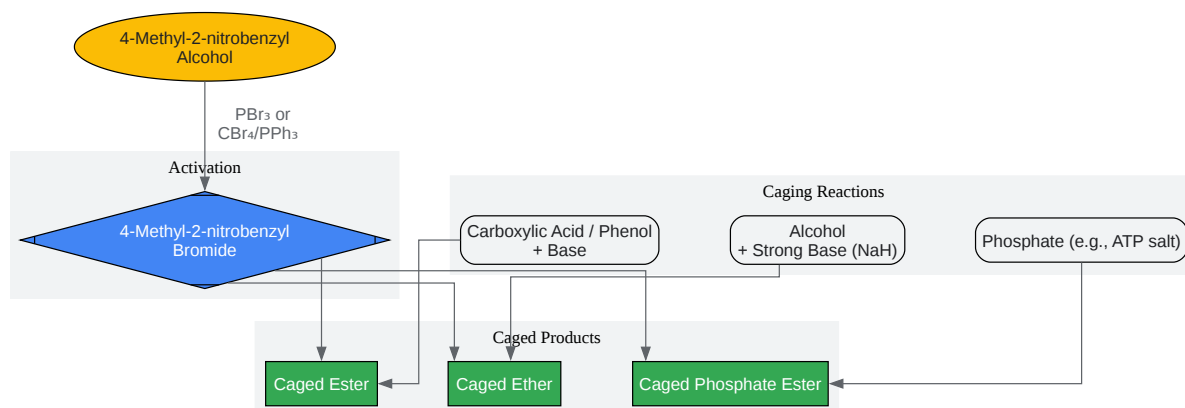 4-Methyl-2-nitrobenzyl
Alcohol
PBr₃ or
CBr₄/PPh₃
Activation
4-Methyl-2-nitrobenzyl
Bromide
Caging Reactions
Carboxylic Acid / Phenol
+ Base
Alcohol
+ Strong Base (NaH)
Phosphate (e.g., ATP salt)
Caged Products
Caged Ester
Caged Ether
Caged Phosphate Ester